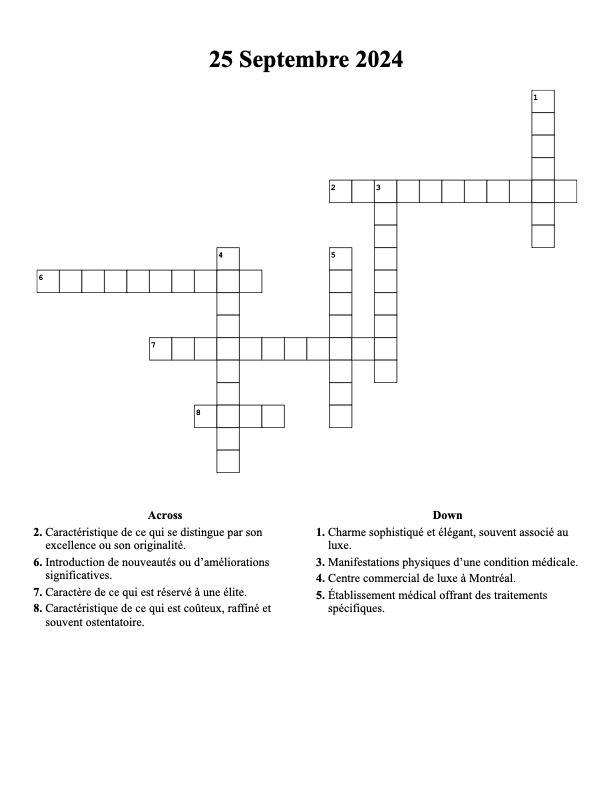 25 Septembre 2024
1
2
3
4
5
6
7
8
Across
2. Caractéristique de ce qui se distingue par son
excellence ou son originalité.
6. Introduction de nouveautés ou d’améliorations
significatives.
7. Caractère de ce qui est réservé à une élite.
8. Caractéristique de ce qui est coûteux, raffiné et
souvent ostentatoire.
Down
1. Charme sophistiqué et élégant, souvent associé au
luxe.
3. Manifestations physiques d’une condition médicale.
4. Centre commercial de luxe à Montréal.
5. Établissement médical offrant des traitements
spécifiques.